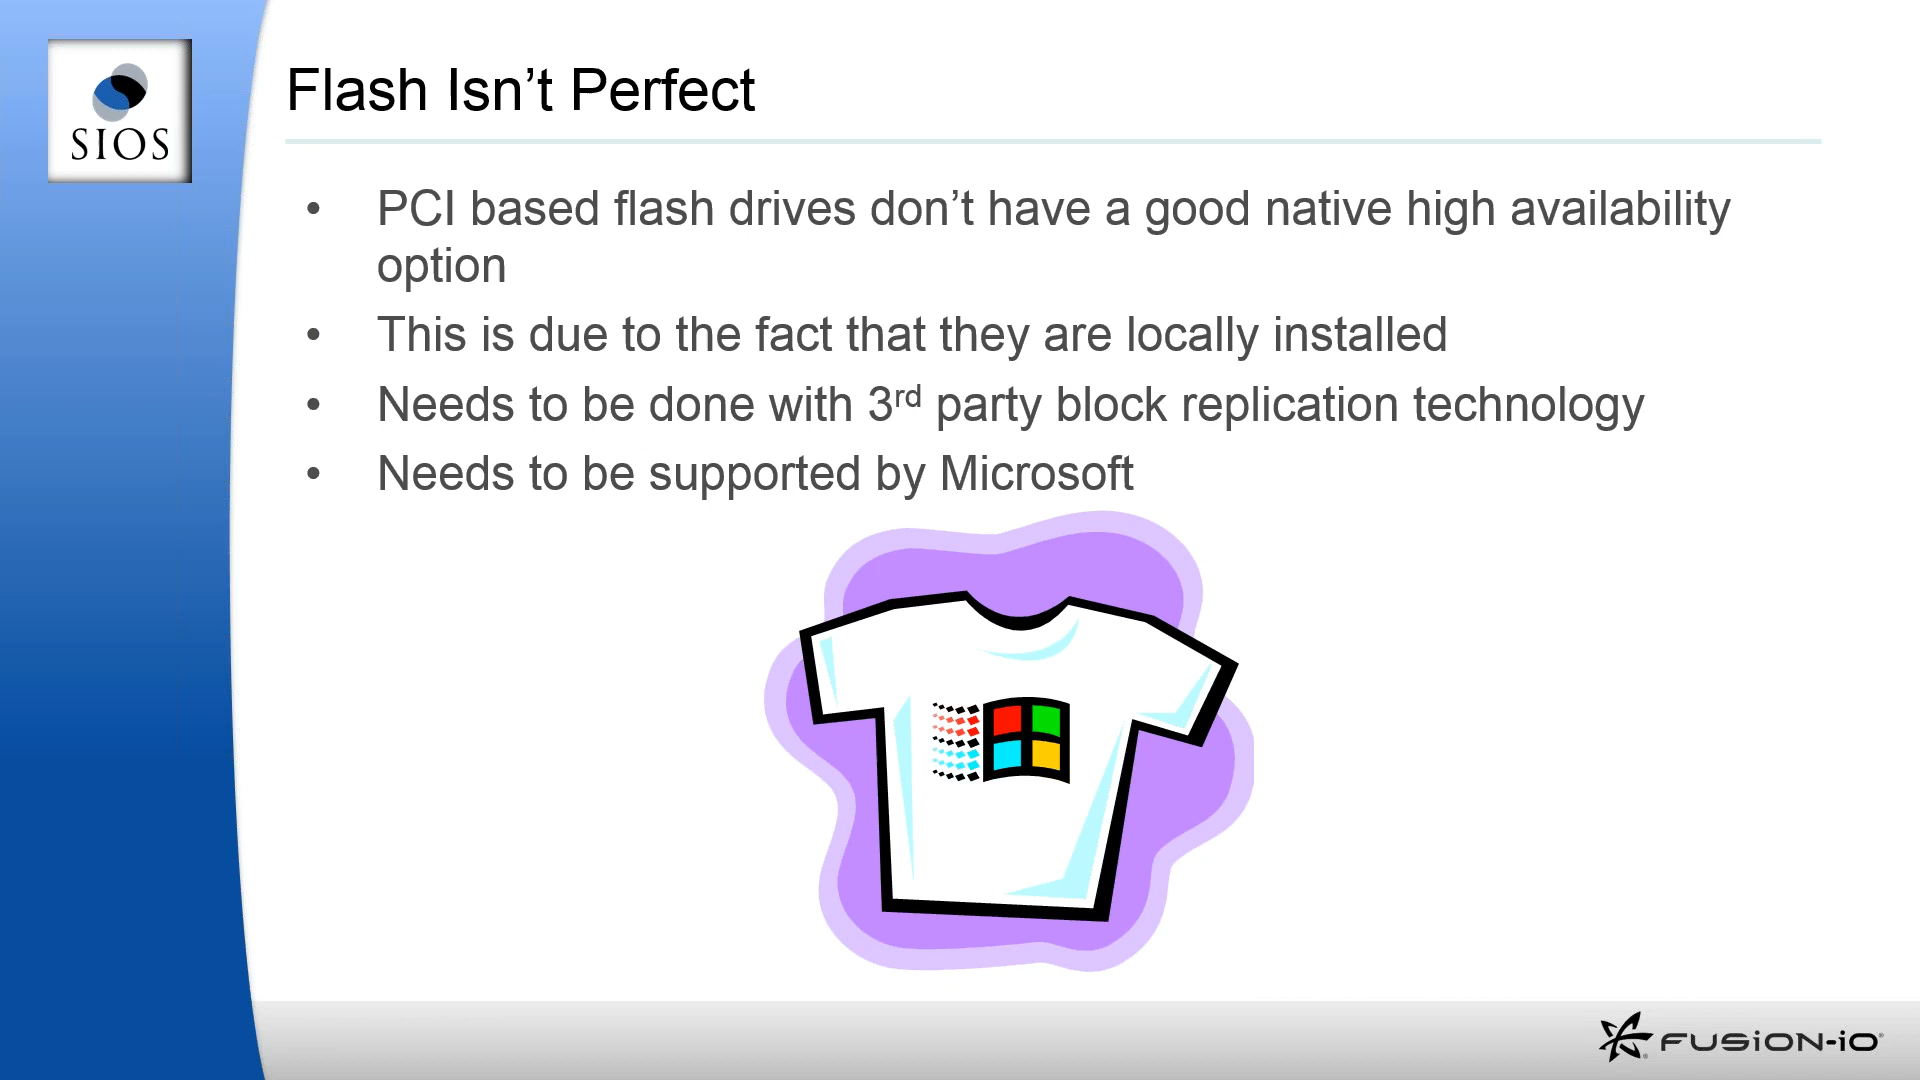 SIOS
Flash Isn’t Perfect
• PCI based flash drives don’t have a good native high availability
option
• This is due to the fact that they are locally installed
• Needs to be done with 3rd party block replication technology
• Needs to be supported by Microsoft
FUSION-iO